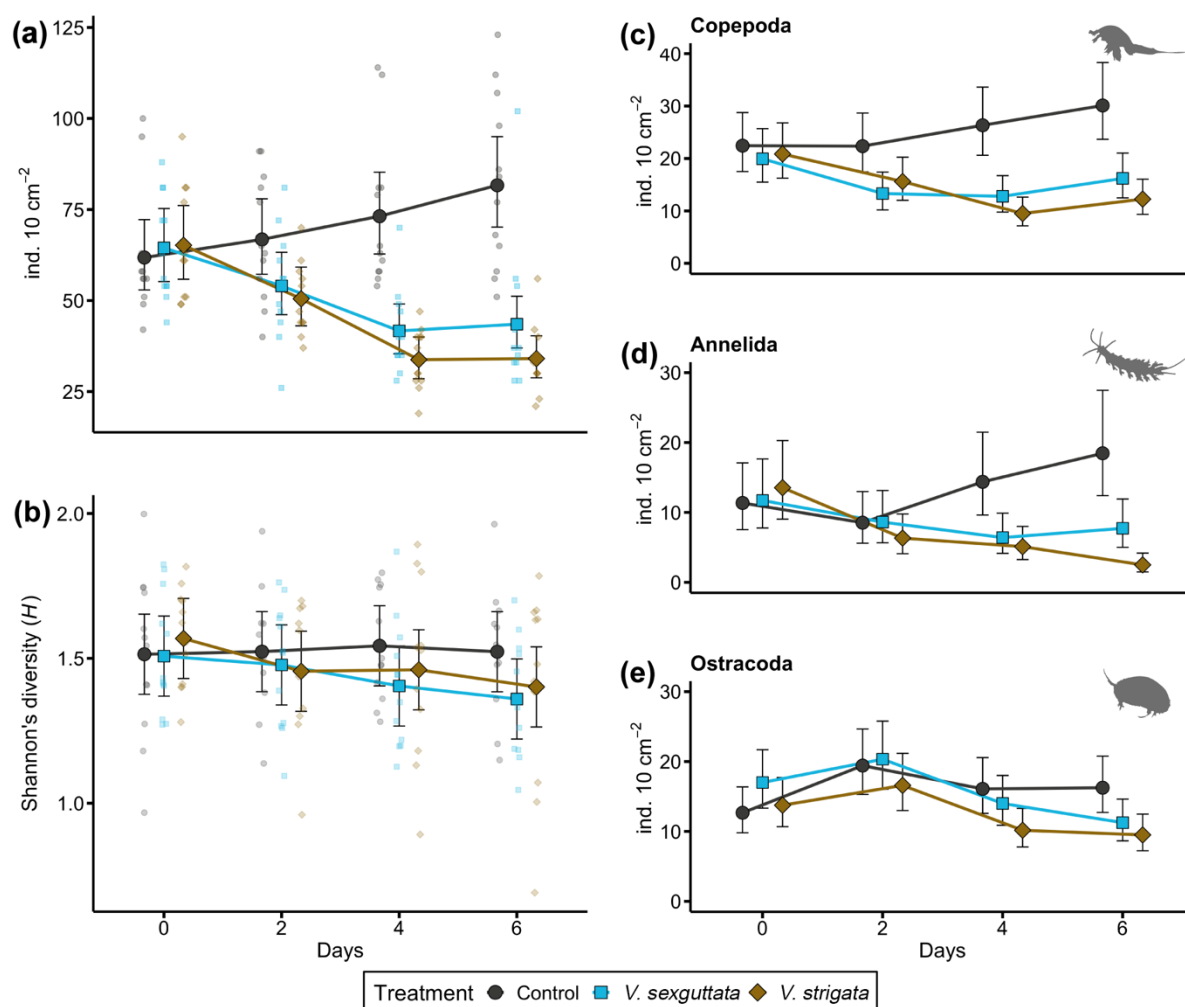 (a)
125
100
75
50
25
ind. 10 cm−2
(b)
2.0
1.5
1.0
Shannon's diversity (H)
0
2
4
6
Days
(c)
Copepoda
40
30
20
10
0
ind. 10 cm−2
(d)
Annelida
30
20
10
0
ind. 10 cm−2
(e)
Ostracoda
30
20
10
0
ind. 10 cm−2
0
2
4
6
Days
Treatment Control V. sexguttata V. strigata